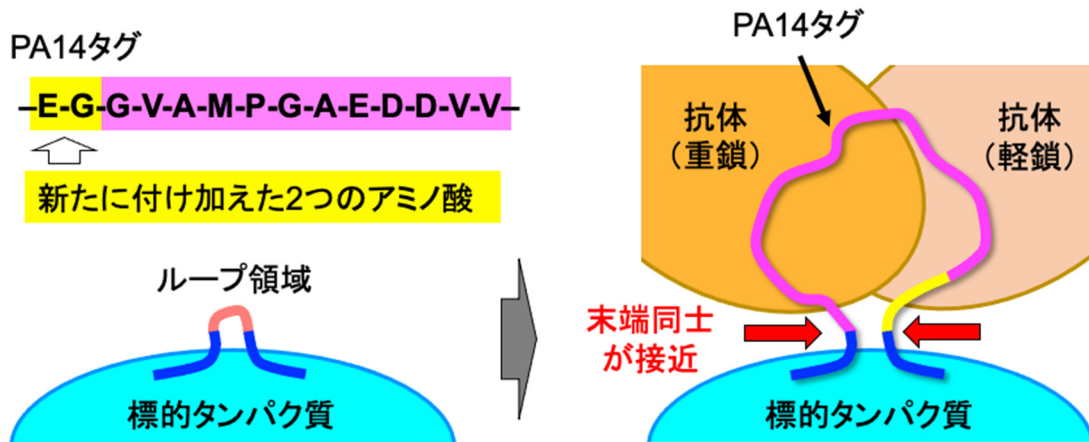 PA14タグ
–E-G-G-V-A-M-P-G-A-E-D-D-V-V–
新たに付け加えた2つのアミノ酸
ループ領域
標的タンパク質
PA14タグ
抗体
（重鎖）
抗体
（軽鎖）
末端同士
が接近
標的タンパク質